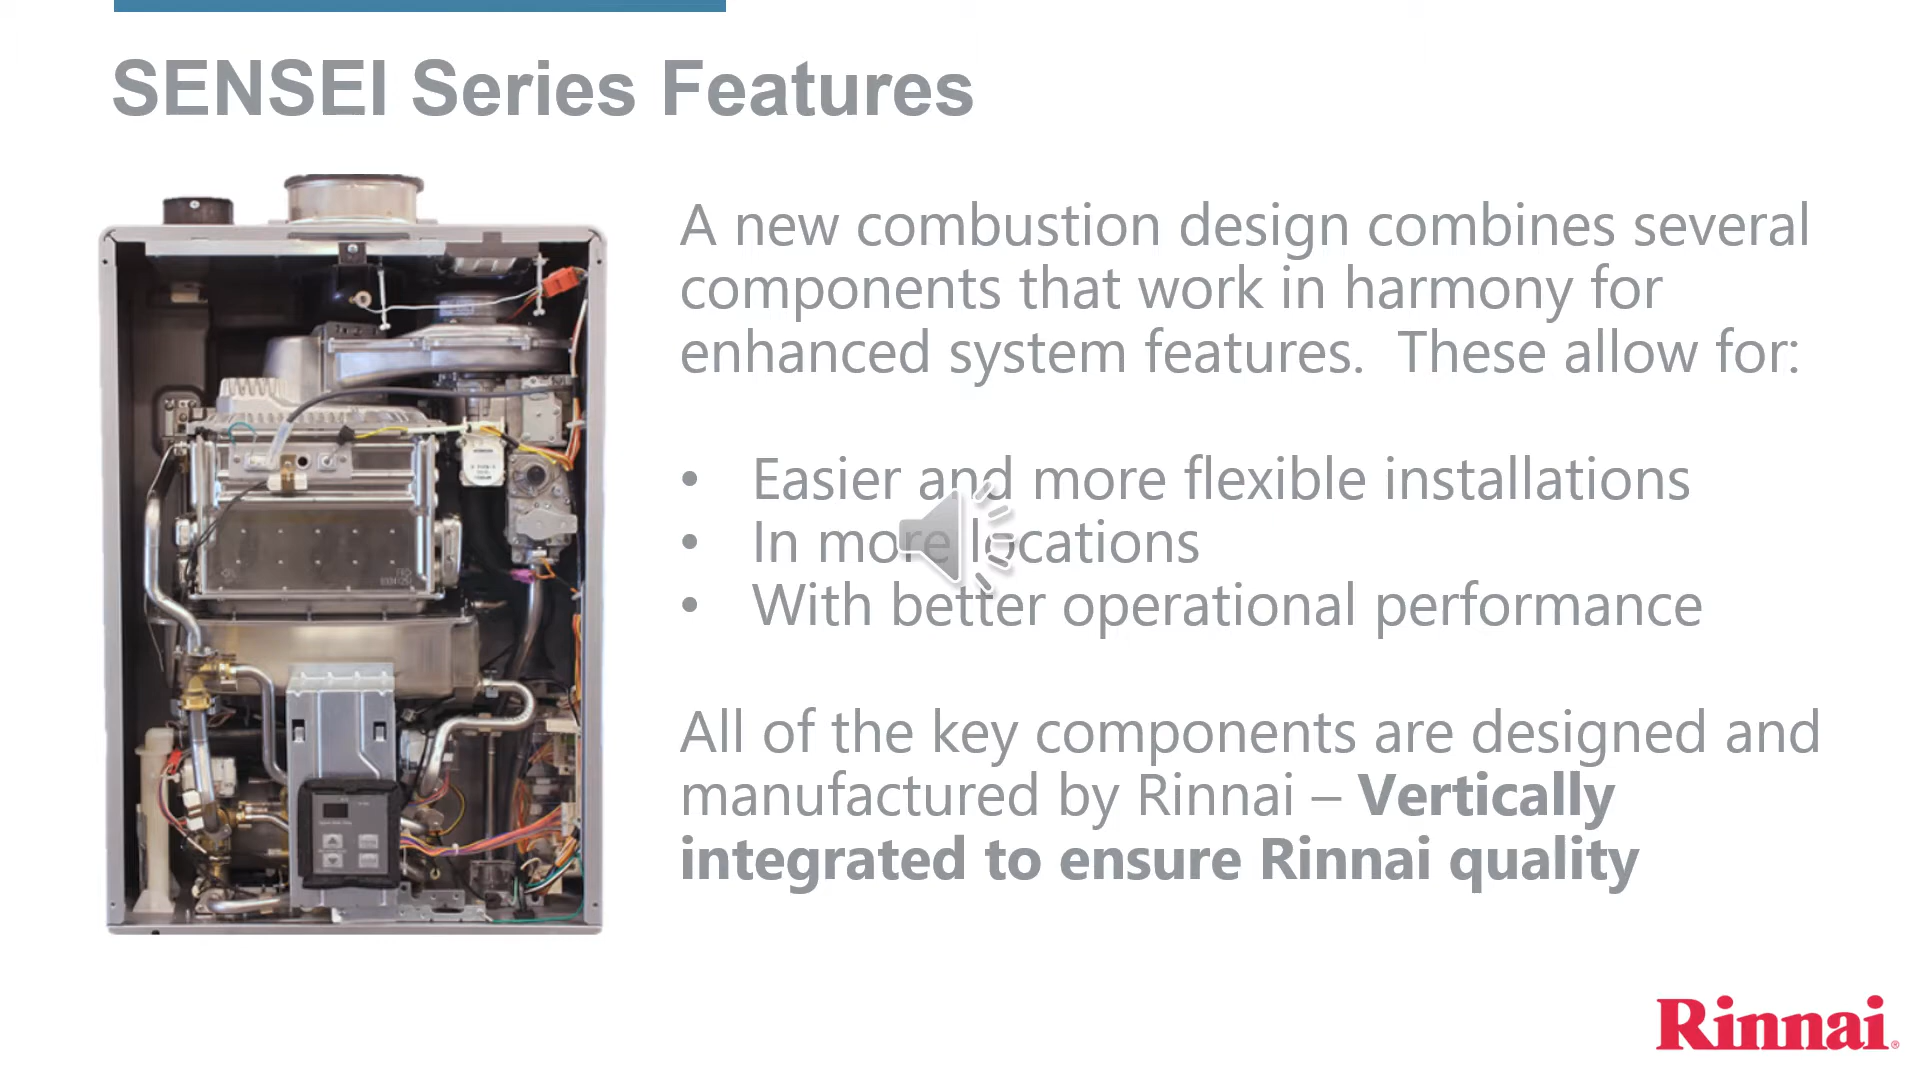 SENSEI Series Features
A new combustion design combines several
components that work in harmony for
enhanced system features. These allow for:
• Easier and more flexible installations
• In more locations
• With better operational performance
All of the key components are designed and
manufactured by Rinnai – Vertically
integrated to ensure Rinnai quality
Rinnai®